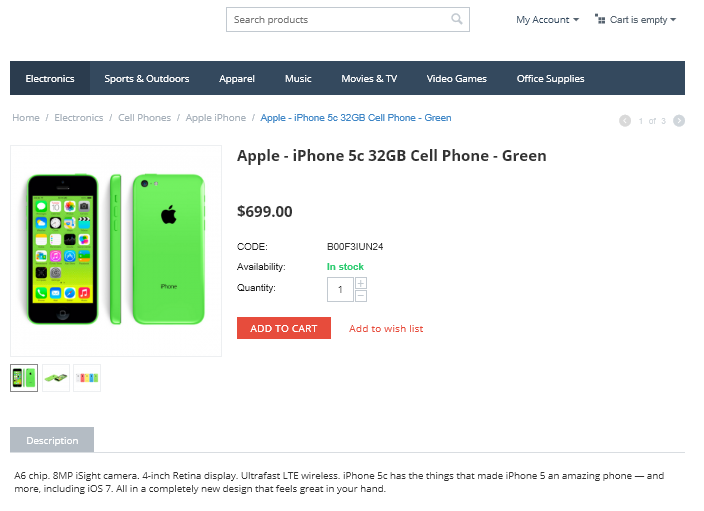 Search products
My Account
Cart is empty
Electronics
Sports & Outdoors
Apparel
Music
Movies & TV
Video Games
Office Supplies
Home / Electronics / Cell Phones / Apple iPhone / Apple - iPhone 5c 32GB Cell Phone - Green
1 of 3
Apple - iPhone 5c 32GB Cell Phone - Green
$699.00
CODE: B00F3IUN24
Availability: In stock
Quantity: 1 + −
ADD TO CART
Add to wish list
iPhone
Description
A6 chip. 8MP iSight camera. 4-inch Retina display. Ultrafast LTE wireless. iPhone 5c has the things that made iPhone 5 an amazing phone — and
more, including iOS 7. All in a completely new design that feels great in your hand.